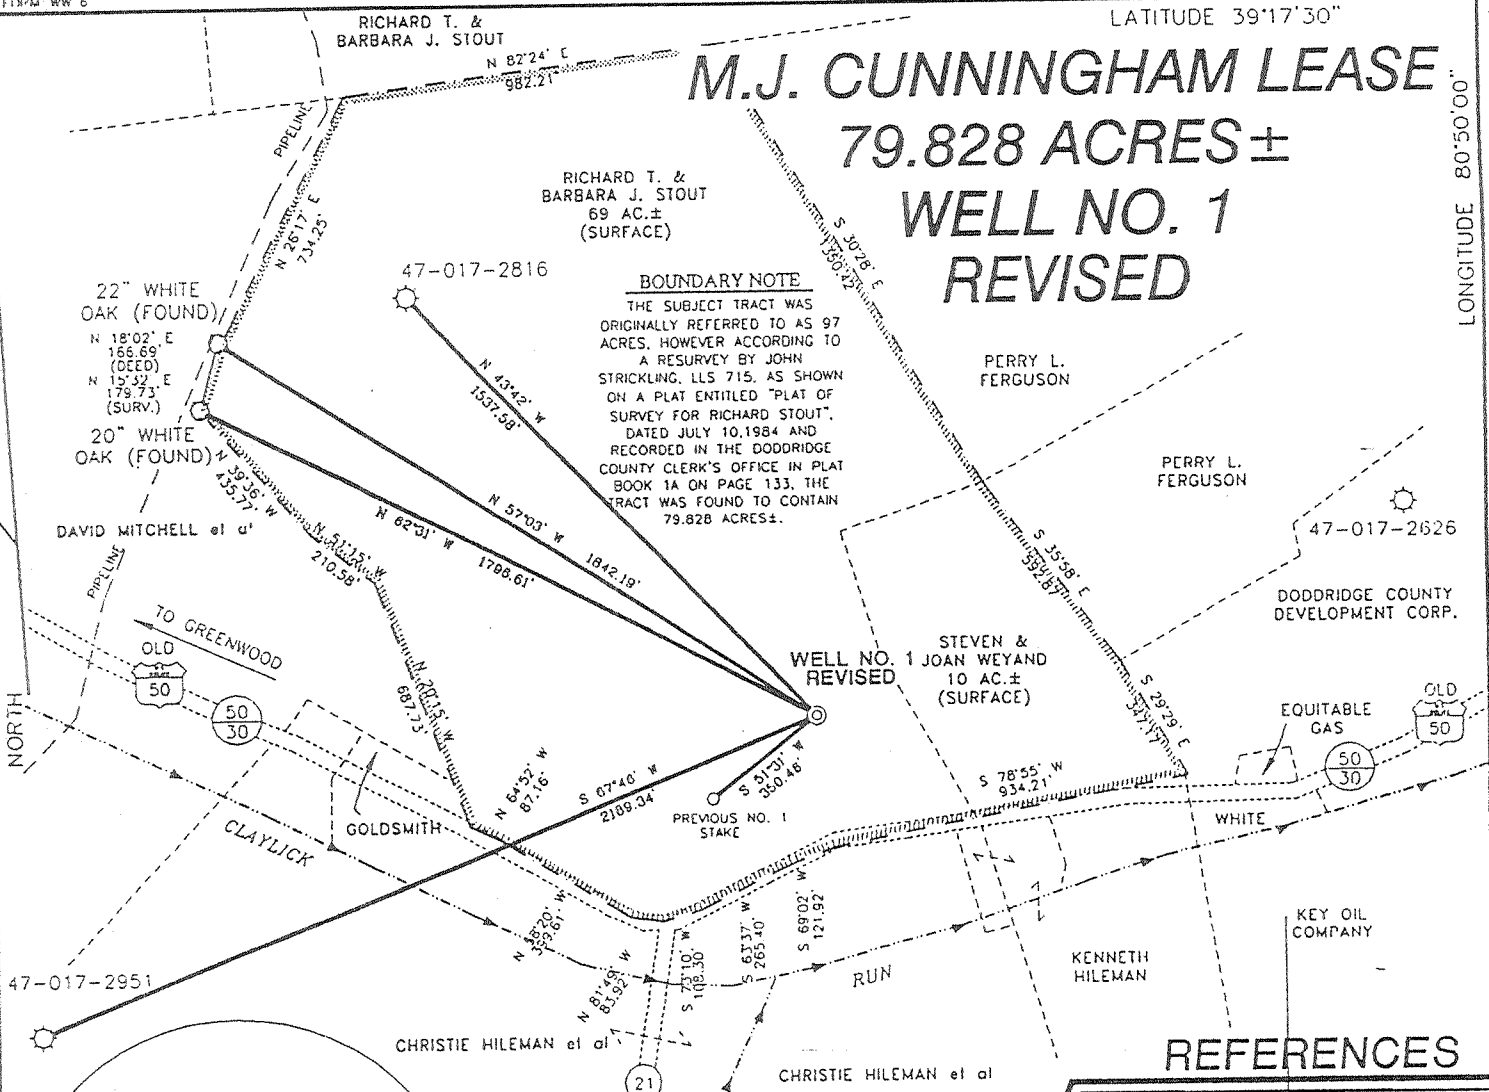 RICHARD T. &
BARBARA J. STOUT
LATITUDE 39°17'30"
M.J. CUNNINGHAM LEASE
79.828 ACRES±
WELL NO. 1
REVISED
LONGITUDE 80°50'00"
N 82°24' E
982.21'
PIPELINE
N 26°17' E
734.25'
RICHARD T. &
BARBARA J. STOUT
69 AC.±
(SURFACE)
S 30°28' E
1350.42
47-017-2816
22" WHITE
OAK (FOUND)
N 18°02' E
166.69'
(DEED)
N 15°32' E
179.73'
(SURV.)
20" WHITE
OAK (FOUND)
BOUNDARY NOTE
THE SUBJECT TRACT WAS
ORIGINALLY REFERRED TO AS 97
ACRES, HOWEVER ACCORDING TO
A RESURVEY BY JOHN
STRICKLING, LLS 715, AS SHOWN
ON A PLAT ENTITLED "PLAT OF
SURVEY FOR RICHARD STOUT",
DATED JULY 10,1984 AND
RECORDED IN THE DODDRIDGE
COUNTY CLERK'S OFFICE IN PLAT
BOOK 1A ON PAGE 133, THE
TRACT WAS FOUND TO CONTAIN
79.828 ACRES±.
N 43°42' W
1537.58'
PERRY L.
FERGUSON
PERRY L.
FERGUSON
47-017-2626
N 39°36' W
435.77'
N 51°15' W
210.58'
N 57°03' W 1842.19'
N 62°31' W 1796.61'
DAVID MITCHELL et al
PIPELINE
S 35°58' E
592.87
DODDRIDGE COUNTY
DEVELOPMENT CORP.
TO GREENWOOD
OLD
50
50
30
N 20°15' W
687.73'
WELL NO. 1
REVISED
STEVEN &
JOAN WEYAND
10 AC.±
(SURFACE)
S 29°29' E
347.77
EQUITABLE
GAS
OLD
50
50
30
NORTH
N 64°52' W
87.16'
S 67°46' W
2189.34'
S 51°31' W
350.46'
S 78°55' W
934.21'
PREVIOUS NO. 1
STAKE
GOLDSMITH
CLAYLICK
WHITE
N 58°20' W
359.61'
N 81°49' W
83.92'
S 73°10' W
108.30'
S 63°37' W
265.40'
S 69°02' W
121.92'
RUN
KEY OIL
COMPANY
KENNETH
HILEMAN
47-017-2951
CHRISTIE HILEMAN et al
21
CHRISTIE HILEMAN et al
REFERENCES